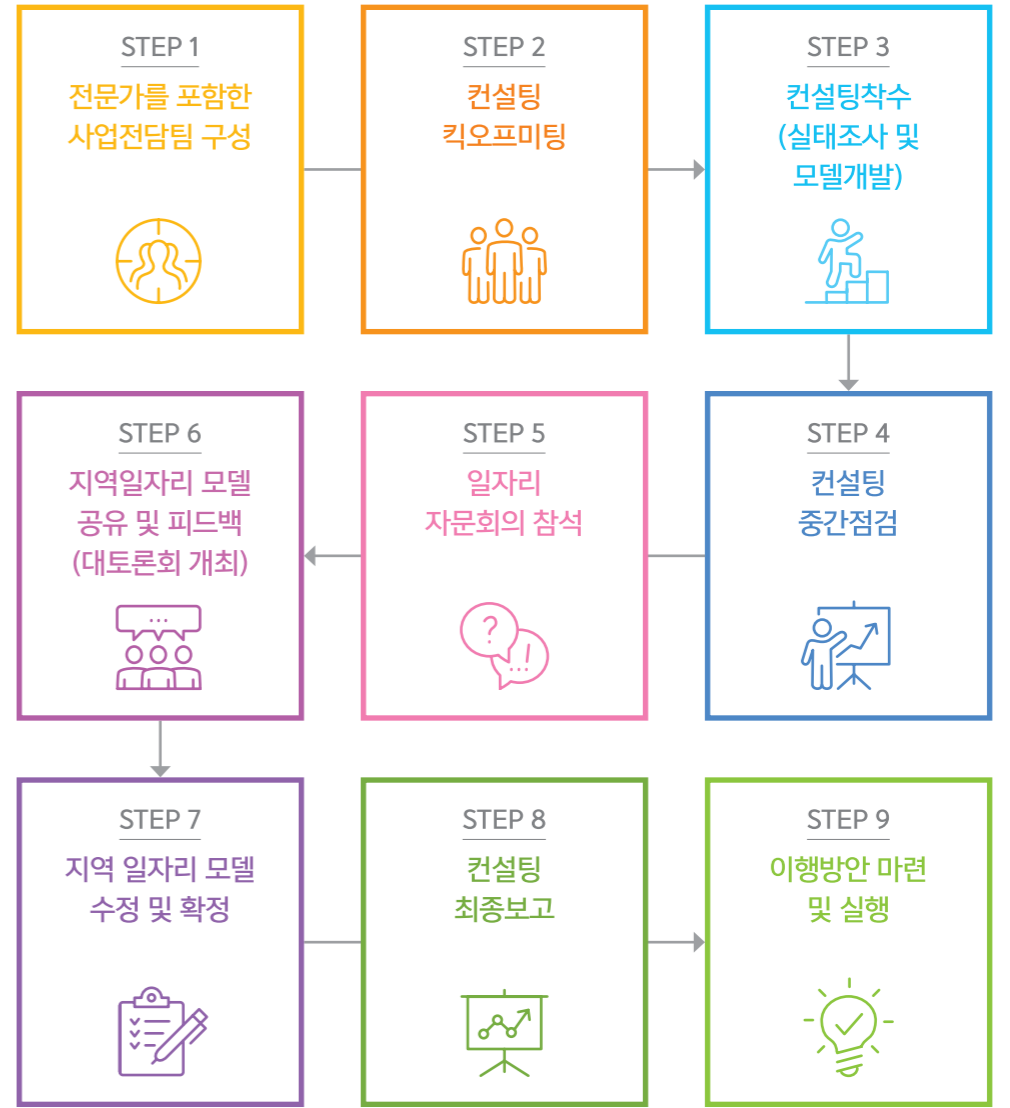 STEP 1
전문가를 포함한
사업전담팀 구성
STEP 2
컨설팅
킥오프미팅
STEP 3
컨설팅착수
(실태조사 및
모델개발)
STEP 4
컨설팅
중간점검
STEP 5
일자리
자문회의 참석
STEP 6
지역일자리 모델
공유 및 피드백
(대토론회 개최)
STEP 7
지역 일자리 모델
수정 및 확정
STEP 8
컨설팅
최종보고
STEP 9
이행방안 마련
및 실행